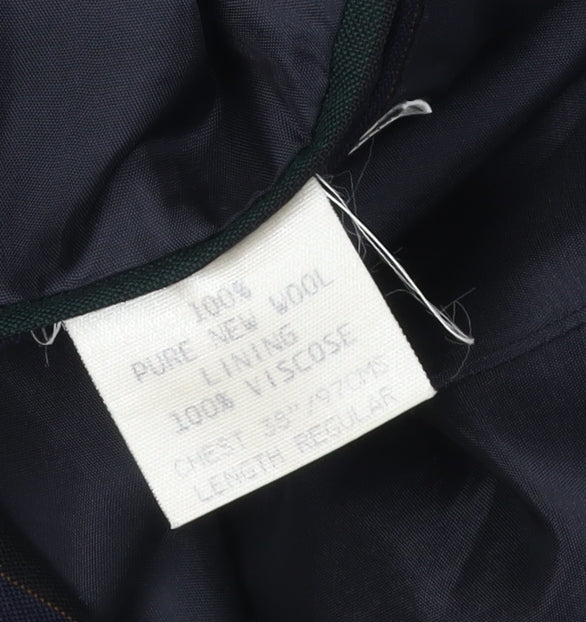 100%
PURE NEW WOOL
LINING
100% VISCOSE
CHEST 38"/97CMS
LENGTH REGULAR